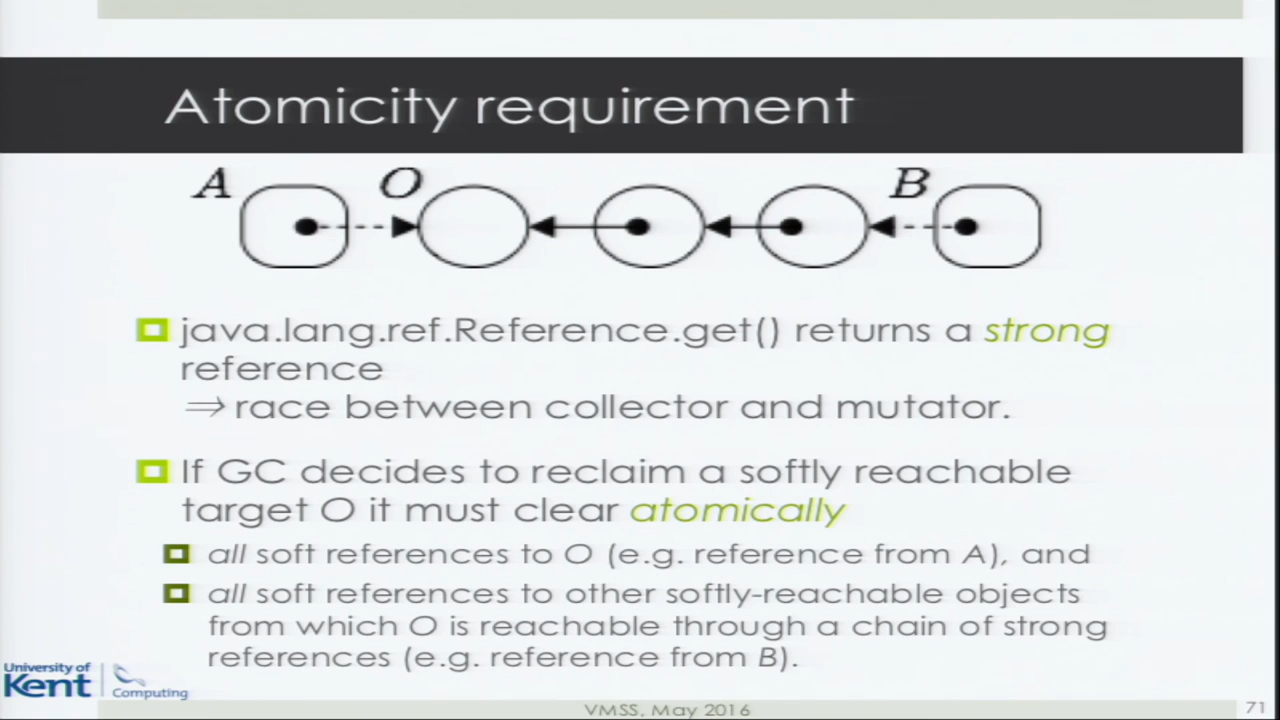 Atomicity requirement
A O B
java.lang.ref.Reference.get() returns a strong
reference
⇒ race between collector and mutator.
If GC decides to reclaim a softly reachable
target O it must clear atomically
all soft references to O (e.g. reference from A), and
all soft references to other softly-reachable objects
from which O is reachable through a chain of strong
references (e.g. reference from B).
University of
Kent
Computing
VMSS, May 2016
71